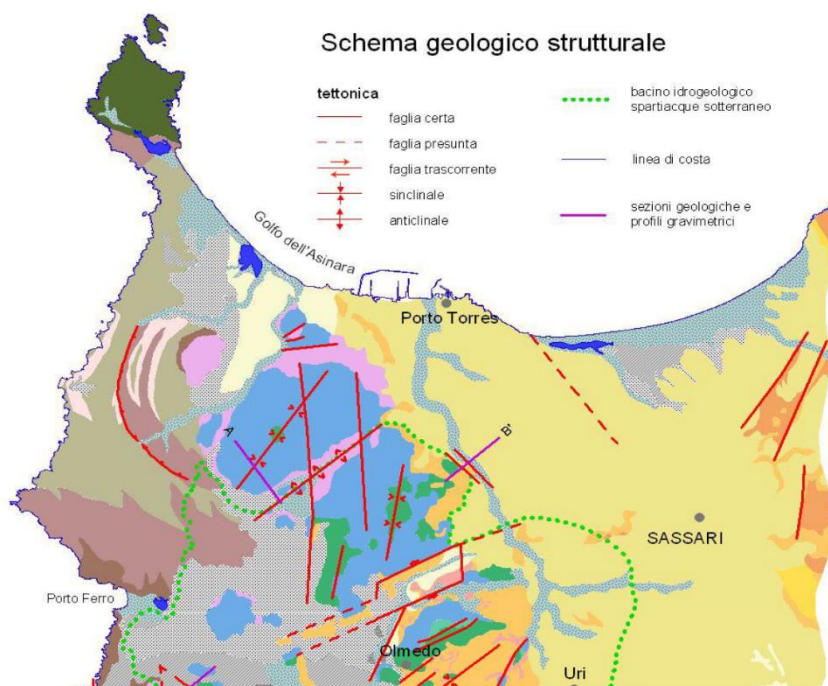 Schema geologico strutturale
tettonica
faglia certa
faglia presunta
faglia trascorrente
sinclinale
anticlinale
bacino idrogeologico
spartiacque sotterraneo
linea di costa
sezioni geologiche e
profili gravimetrici
Golfo dell'Asinara
Porto Torres
A
B'
SASSARI
Porto Ferro
Olmedo
Uri